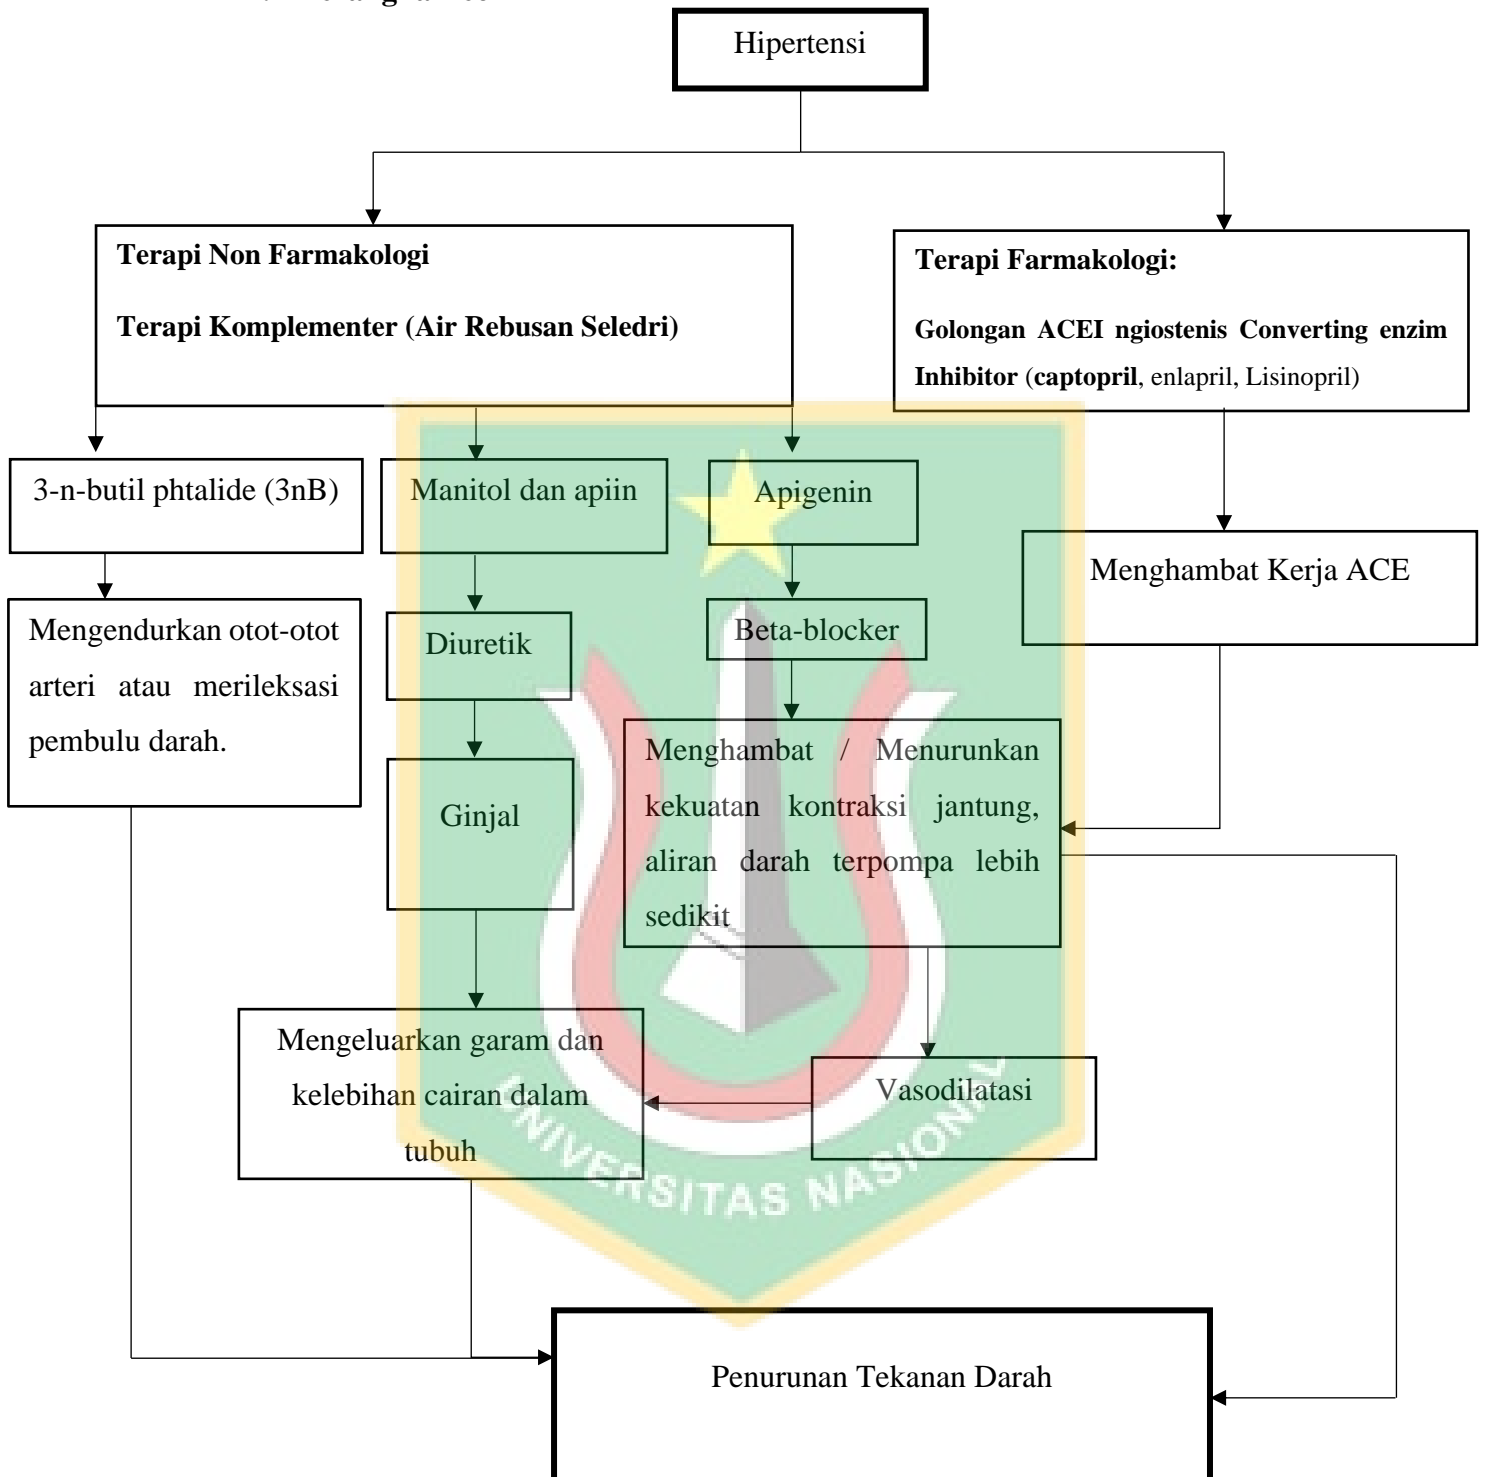 Hipertensi
Terapi Non Farmakologi
Terapi Komplementer (Air Rebusan Seledri)
Terapi Farmakologi:
Golongan ACEI ngiostenis Converting enzim
Inhibitor (captopril, enlapril, Lisinopril)
3-n-butil phtalide (3nB)
Manitol dan apiin
Apigenin
Menghambat Kerja ACE
Mengendurkan otot-otot
arteri atau merileksasi
pembulu darah.
Diuretik
Beta-blocker
Ginjal
Menghambat / Menurunkan
kekuatan kontraksi jantung,
aliran darah terpompa lebih
sedikit
Mengeluarkan garam dan
kelebihan cairan dalam
tubuh
Vasodilatasi
UNIVERSITAS NASIONAL
Penurunan Tekanan Darah